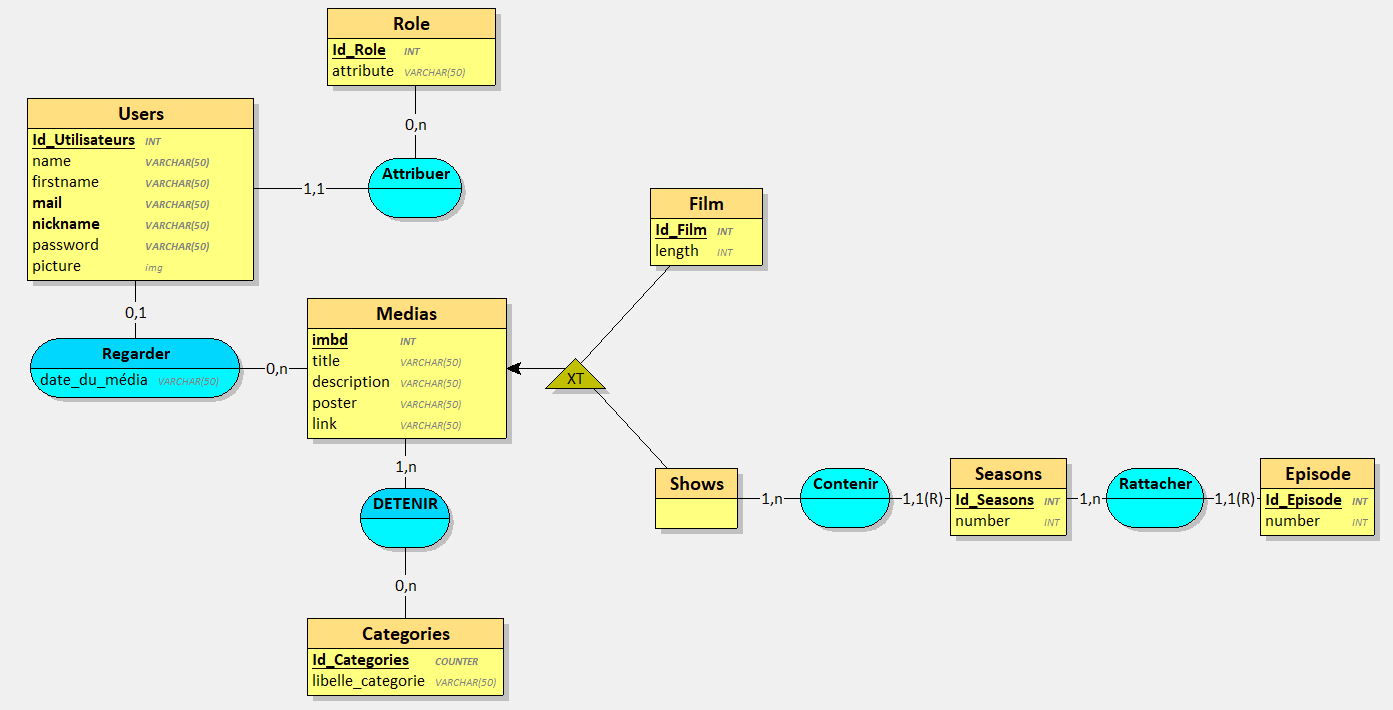 Role
Id_Role INT
attribute VARCHAR(50)
0,n
Users
Id_Utilisateurs INT
name VARCHAR(50)
firstname VARCHAR(50)
mail VARCHAR(50)
nickname VARCHAR(50)
password VARCHAR(50)
picture img
1,1
Attribuer
0,1
Regarder
date_du_média VARCHAR(50)
0,n
Medias
imbd INT
title VARCHAR(50)
description VARCHAR(50)
poster VARCHAR(50)
link VARCHAR(50)
Film
Id_Film INT
length INT
XT
1,n
DETENIR
0,n
Categories
Id_Categories COUNTER
libelle_categorie VARCHAR(50)
Shows
1,n
Contenir
1,1(R)
Seasons
Id_Seasons INT
number INT
1,n
Rattacher
1,1(R)
Episode
Id_Episode INT
number INT